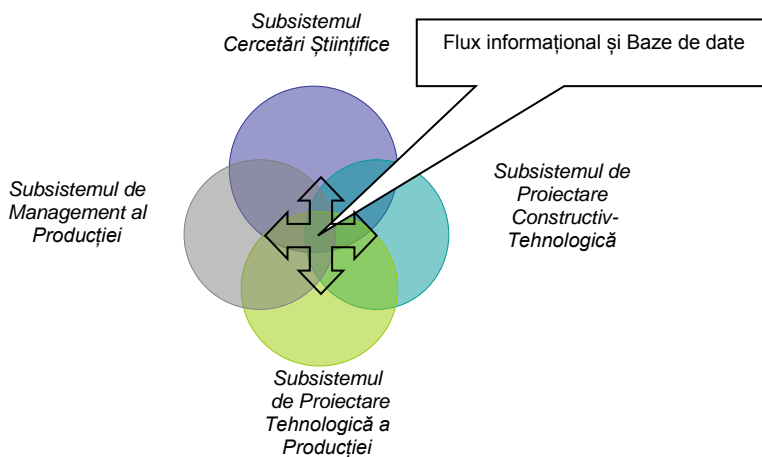 Subsistemul
Cercetări Științifice
Flux informațional și Baze de date
Subsistemul de
Management al
Producției
Subsistemul de
Proiectare
Constructiv-
Tehnologică
Subsistemul
de Proiectare
Tehnologică a
Producției